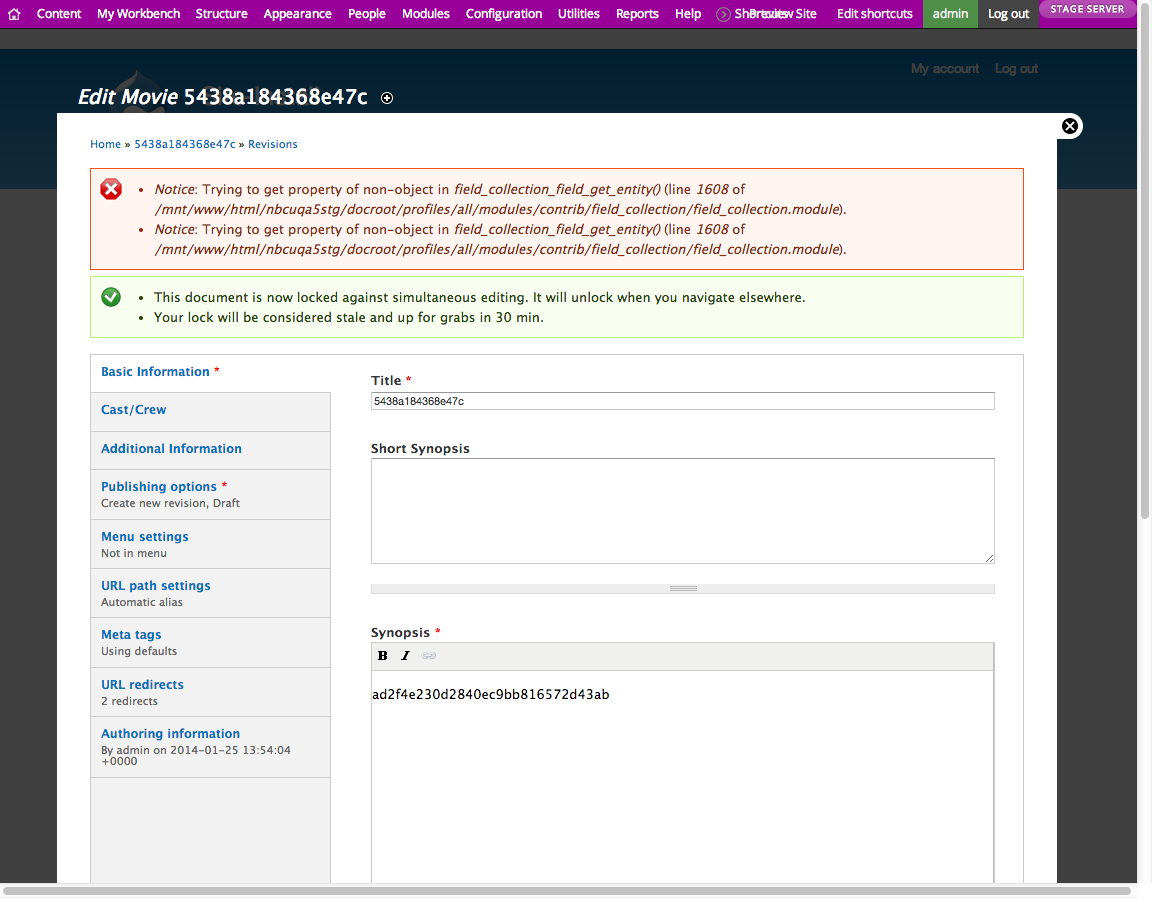 Content My Workbench Structure Appearance People Modules Configuration Utilities Reports Help Preview Site Edit shortcuts admin Log out STAGE SERVER
My account Log out
Edit Movie 5438a184368e47c
Home » 5438a184368e47c » Revisions
• Notice: Trying to get property of non-object in field_collection_field_get_entity() (line 1608 of
/mnt/www/html/nbcuqa5stg/docroot/profiles/all/modules/contrib/field_collection/field_collection.module).
• Notice: Trying to get property of non-object in field_collection_field_get_entity() (line 1608 of
/mnt/www/html/nbcuqa5stg/docroot/profiles/all/modules/contrib/field_collection/field_collection.module).
• This document is now locked against simultaneous editing. It will unlock when you navigate elsewhere.
• Your lock will be considered stale and up for grabs in 30 min.
Basic Information *
Cast/Crew
Additional Information
Publishing options *
Create new revision, Draft
Menu settings
Not in menu
URL path settings
Automatic alias
Meta tags
Using defaults
URL redirects
2 redirects
Authoring information
By admin on 2014-01-25 13:54:04
+0000
Title *
5438a184368e47c
Short Synopsis
Synopsis *
B I
ad2f4e230d2840ec9bb816572d43ab